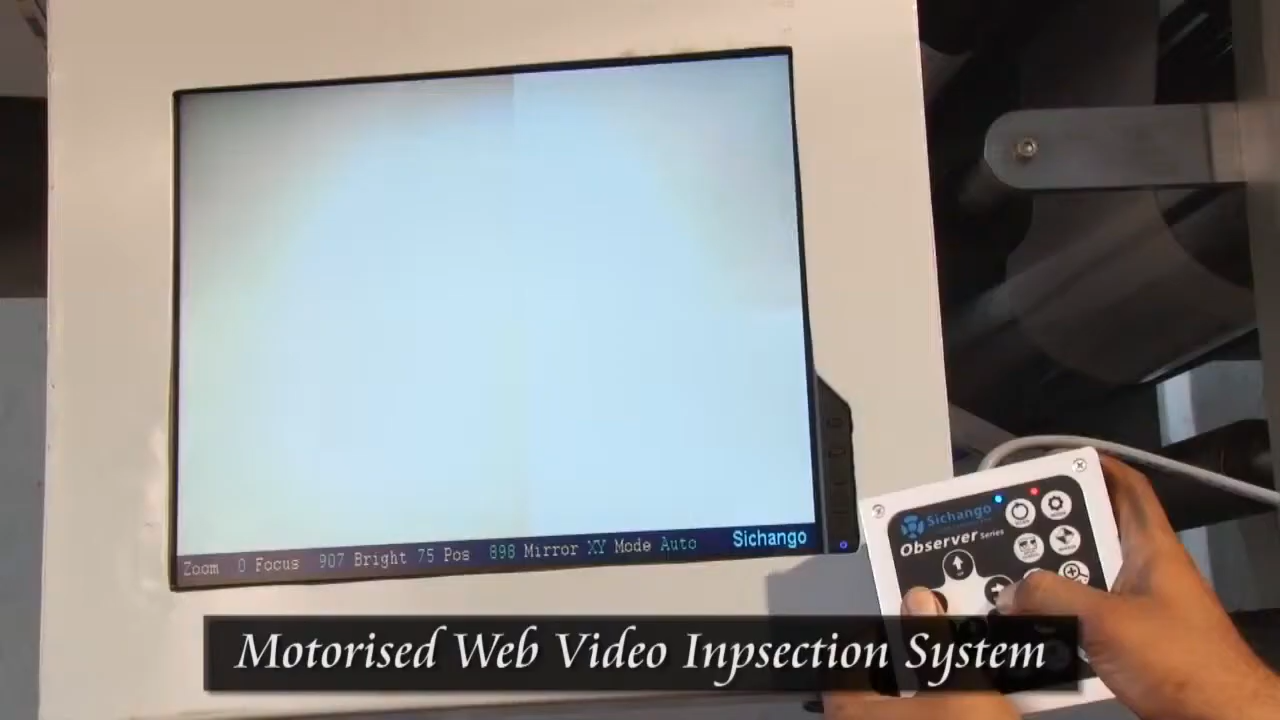 Zoom 0 Focus 907 Bright 75 Pos 898 Mirror XY Mode Auto Sichango
Sichango
Observer Series
Motorised Web Video Inpsection System